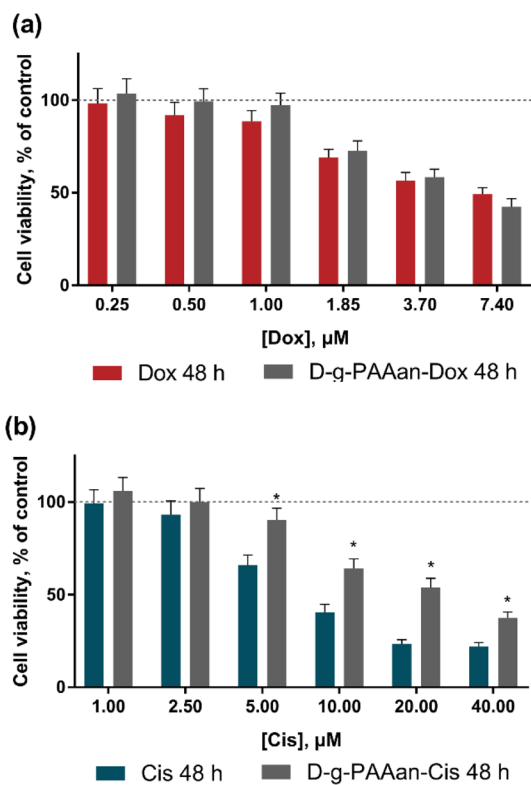 (a)
Cell viability, % of control
100
50
0
0.25 0.50 1.00 1.85 3.70 7.40
[Dox], µM
Dox 48 h D-g-PAAan-Dox 48 h
(b)
Cell viability, % of control
100
50
0
* * * *
1.00 2.50 5.00 10.00 20.00 40.00
[Cis], µM
Cis 48 h D-g-PAAan-Cis 48 h